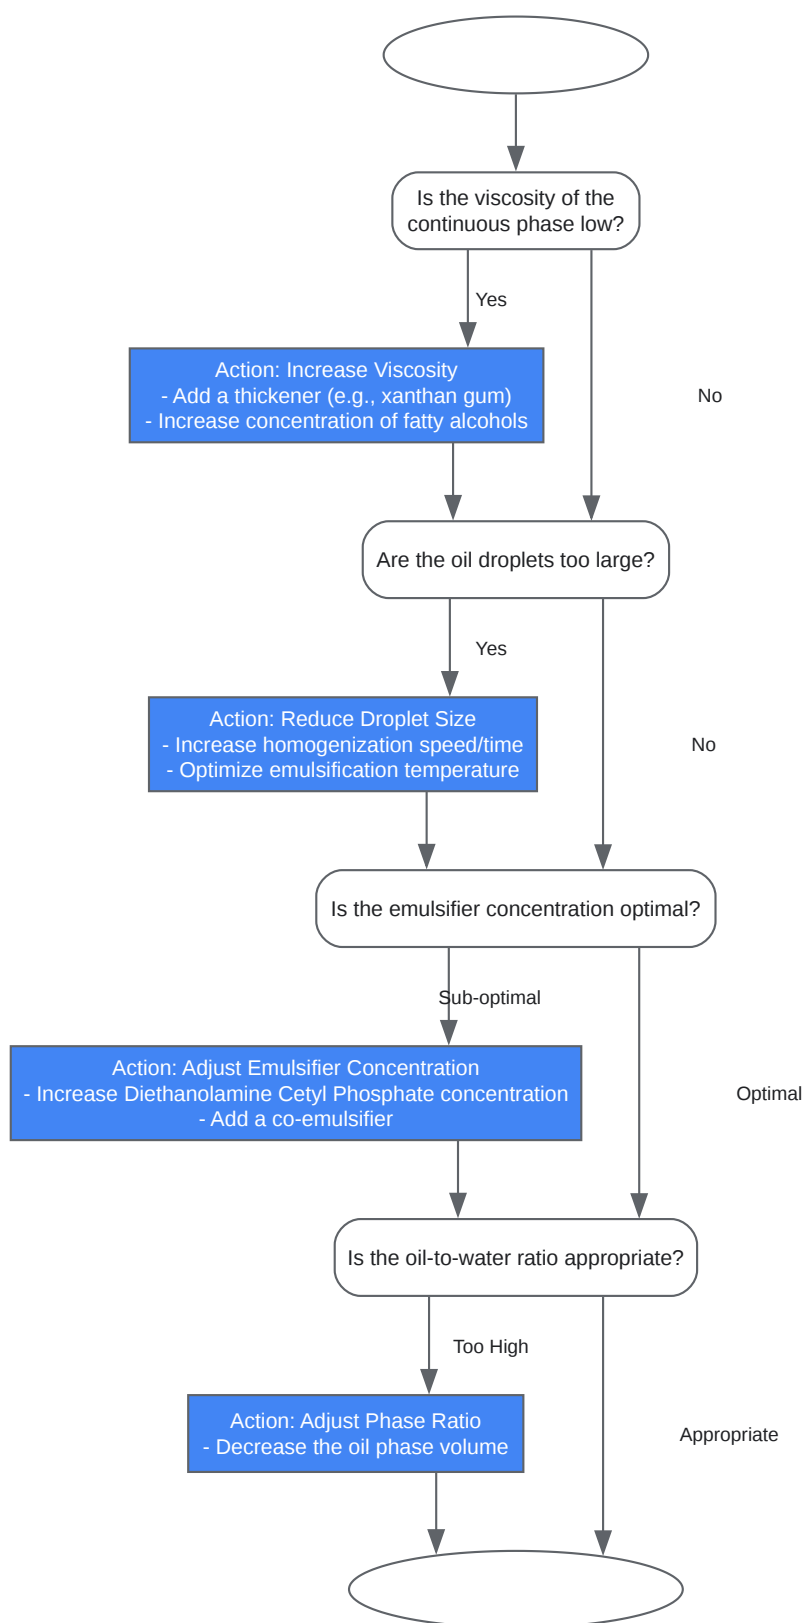 Is the viscosity of the
continuous phase low?
Yes
Action: Increase Viscosity
- Add a thickener (e.g., xanthan gum)
- Increase concentration of fatty alcohols
No
Are the oil droplets too large?
Yes
Action: Reduce Droplet Size
- Increase homogenization speed/time
- Optimize emulsification temperature
No
Is the emulsifier concentration optimal?
Sub-optimal
Action: Adjust Emulsifier Concentration
- Increase Diethanolamine Cetyl Phosphate concentration
- Add a co-emulsifier
Optimal
Is the oil-to-water ratio appropriate?
Too High
Action: Adjust Phase Ratio
- Decrease the oil phase volume
Appropriate